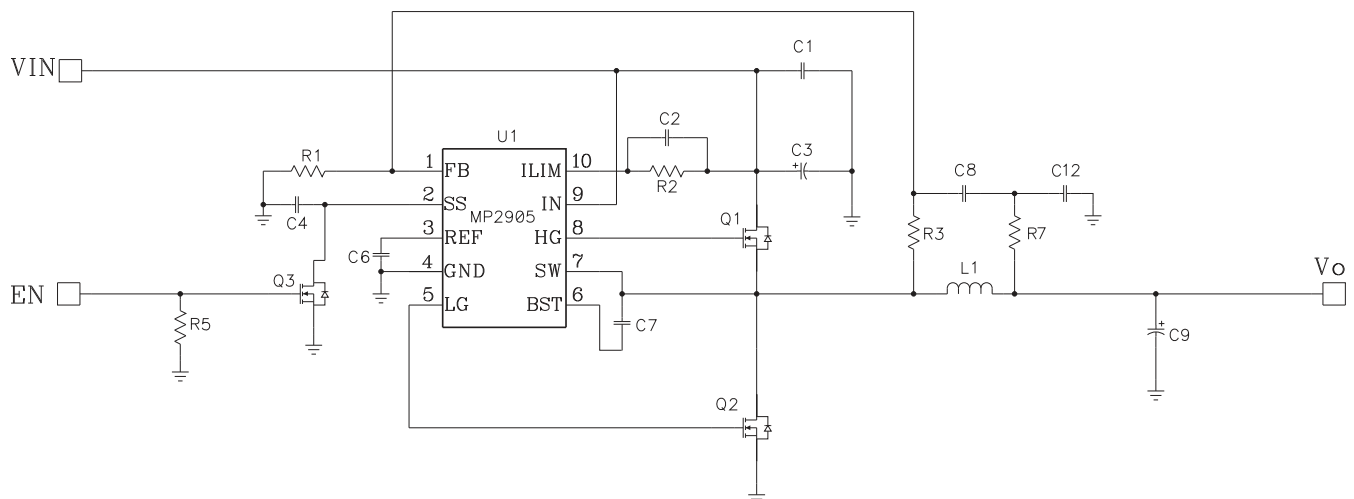 C1
VIN
C2
U1
R1
1 FB
ILIM 10
R2
C3
C8
C12
2 SS
IN 9
C4
MP2905
Q1
3 REF
HG 8
R3
R7
C6
4 GND
SW 7
L1
Vo
Q3
EN
5 LG
BST 6
R5
C7
C9
Q2